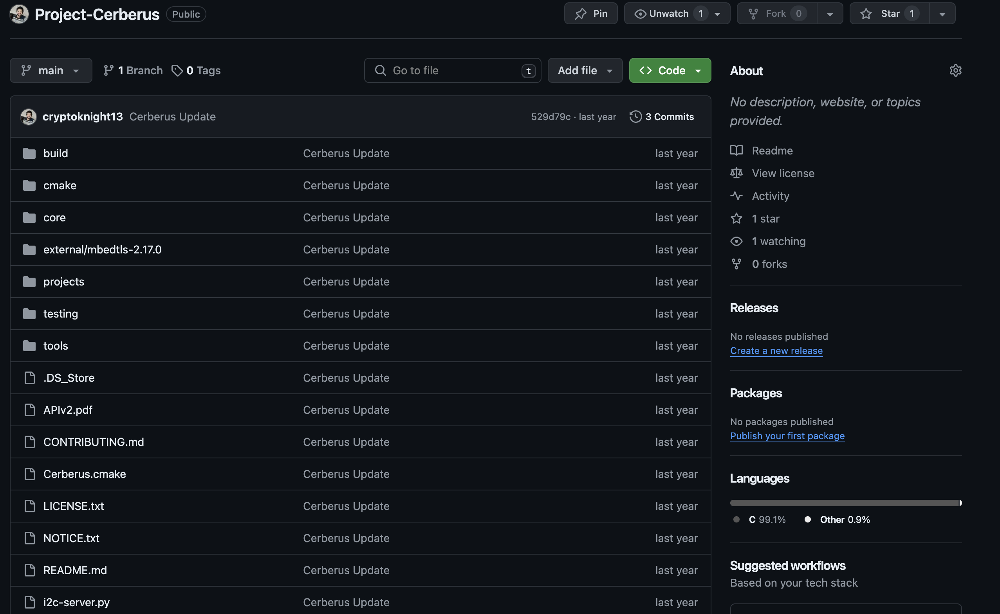 Project-Cerberus Public
Pin Unwatch 1 Fork 0 Star 1
main 1 Branch 0 Tags Go to file t Add file Code
cryptoknight13 Cerberus Update 529d79c · last year 3 Commits
build Cerberus Update last year
cmake Cerberus Update last year
core Cerberus Update last year
external/mbedtls-2.17.0 Cerberus Update last year
projects Cerberus Update last year
testing Cerberus Update last year
tools Cerberus Update last year
.DS_Store Cerberus Update last year
APIv2.pdf Cerberus Update last year
CONTRIBUTING.md Cerberus Update last year
Cerberus.cmake Cerberus Update last year
LICENSE.txt Cerberus Update last year
NOTICE.txt Cerberus Update last year
README.md Cerberus Update last year
i2c-server.py Cerberus Update last year
About
No description, website, or topics
provided.
Readme
View license
Activity
1 star
1 watching
0 forks
Releases
No releases published
Create a new release
Packages
No packages published
Publish your first package
Languages
C 99.1% Other 0.9%
Suggested workflows
Based on your tech stack